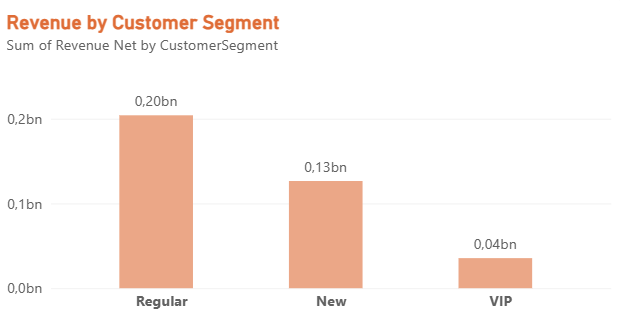 Revenue by Customer Segment
Sum of Revenue Net by CustomerSegment
0,20bn
0,2bn
0,13bn
0,1bn
0,04bn
0,0bn
Regular New VIP